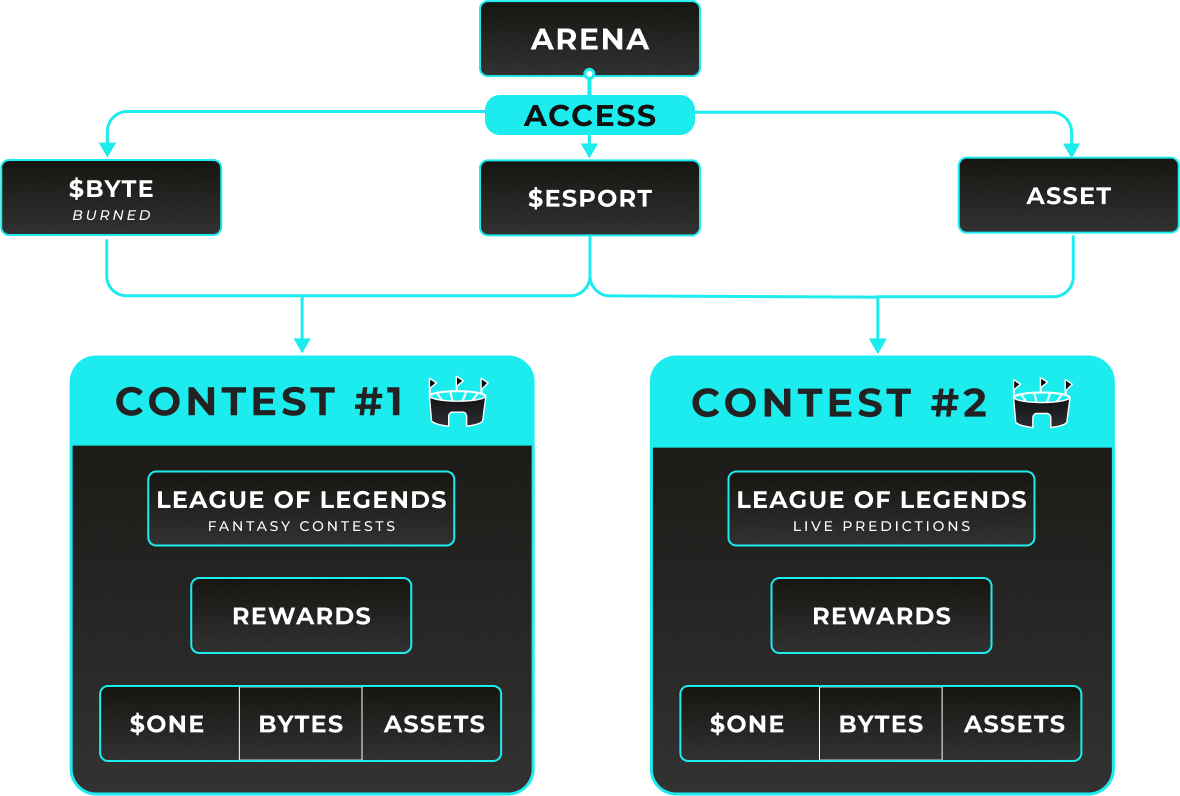 ARENA
ACCESS
$BYTE
BURNED
$ESPORT
ASSET
CONTEST #1
LEAGUE OF LEGENDS
FANTASY CONTESTS
REWARDS
$ONE
BYTES
ASSETS
CONTEST #2
LEAGUE OF LEGENDS
LIVE PREDICTIONS
REWARDS
$ONE
BYTES
ASSETS